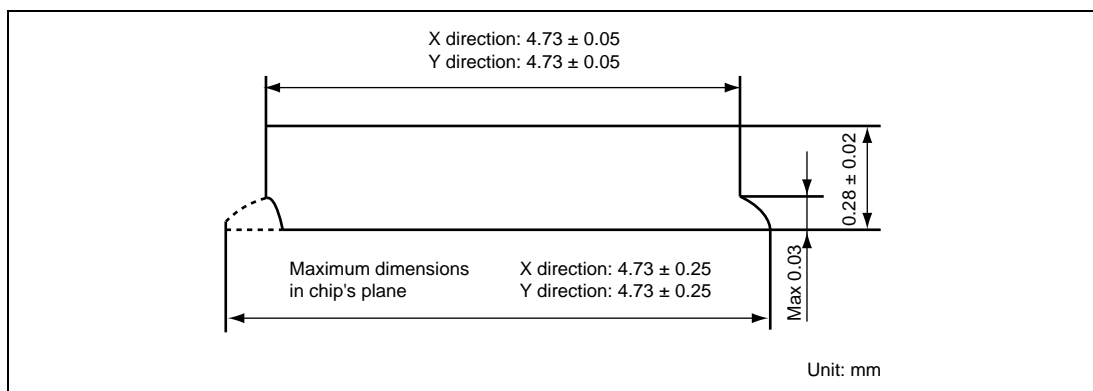 X direction: 4.73 ± 0.05
Y direction: 4.73 ± 0.05
0.28 ± 0.02
Max 0.03
Maximum dimensions
in chip's plane
X direction: 4.73 ± 0.25
Y direction: 4.73 ± 0.25
Unit: mm